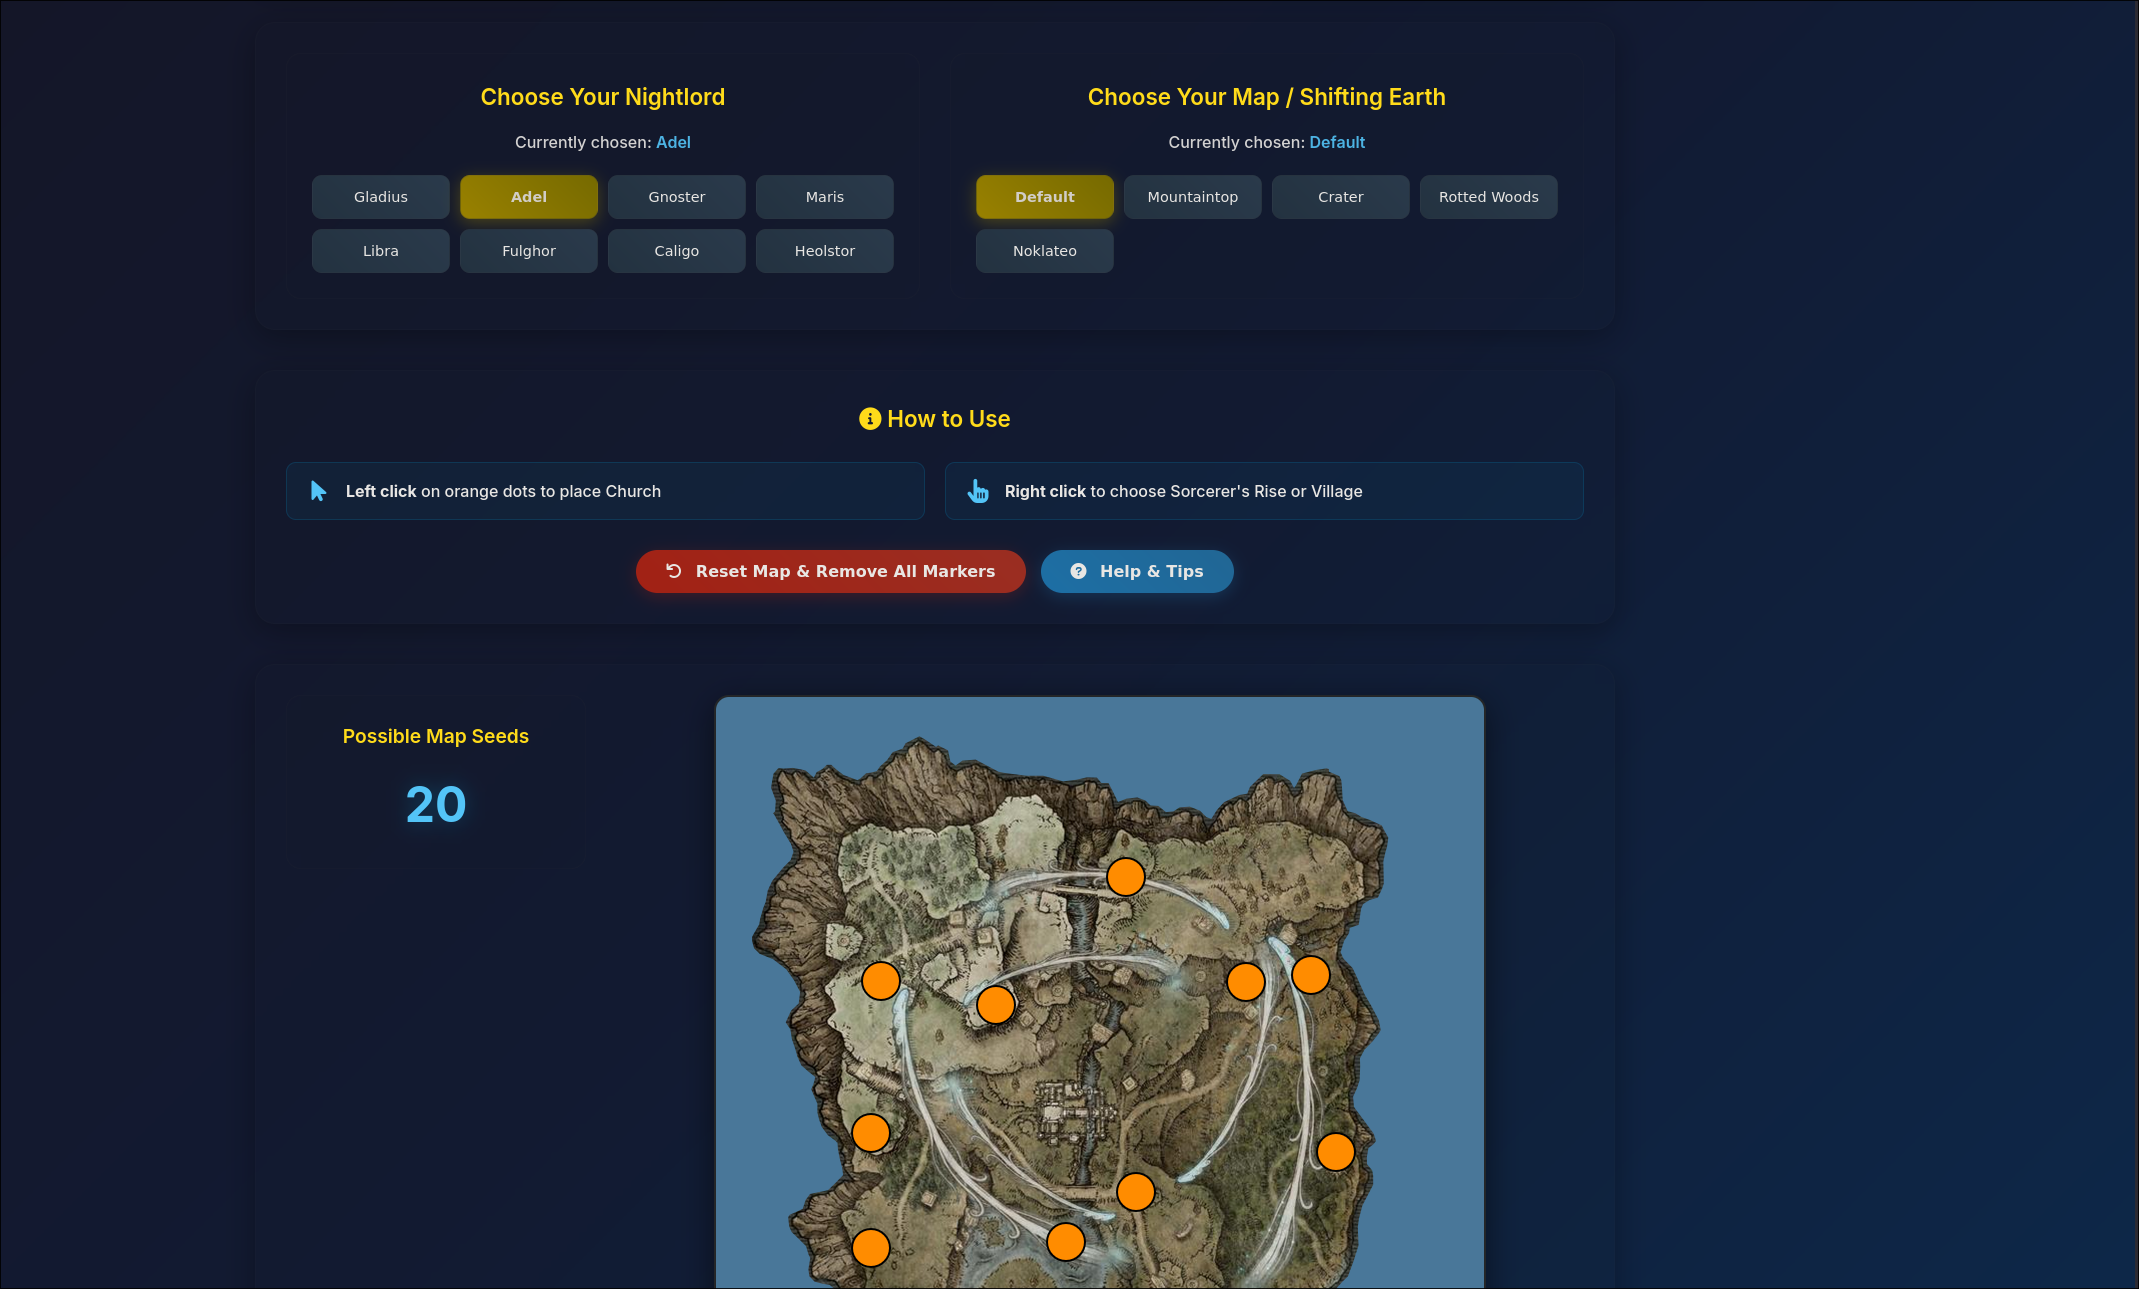 Choose Your Nightlord
Currently chosen: Adel
Gladius
Adel
Gnoster
Maris
Libra
Fulghor
Caligo
Heolstor
Choose Your Map / Shifting Earth
Currently chosen: Default
Default
Mountaintop
Crater
Rotted Woods
Noklateo
How to Use
Left click on orange dots to place Church
Right click to choose Sorcerer's Rise or Village
Reset Map & Remove All Markers
Help & Tips
Possible Map Seeds
20